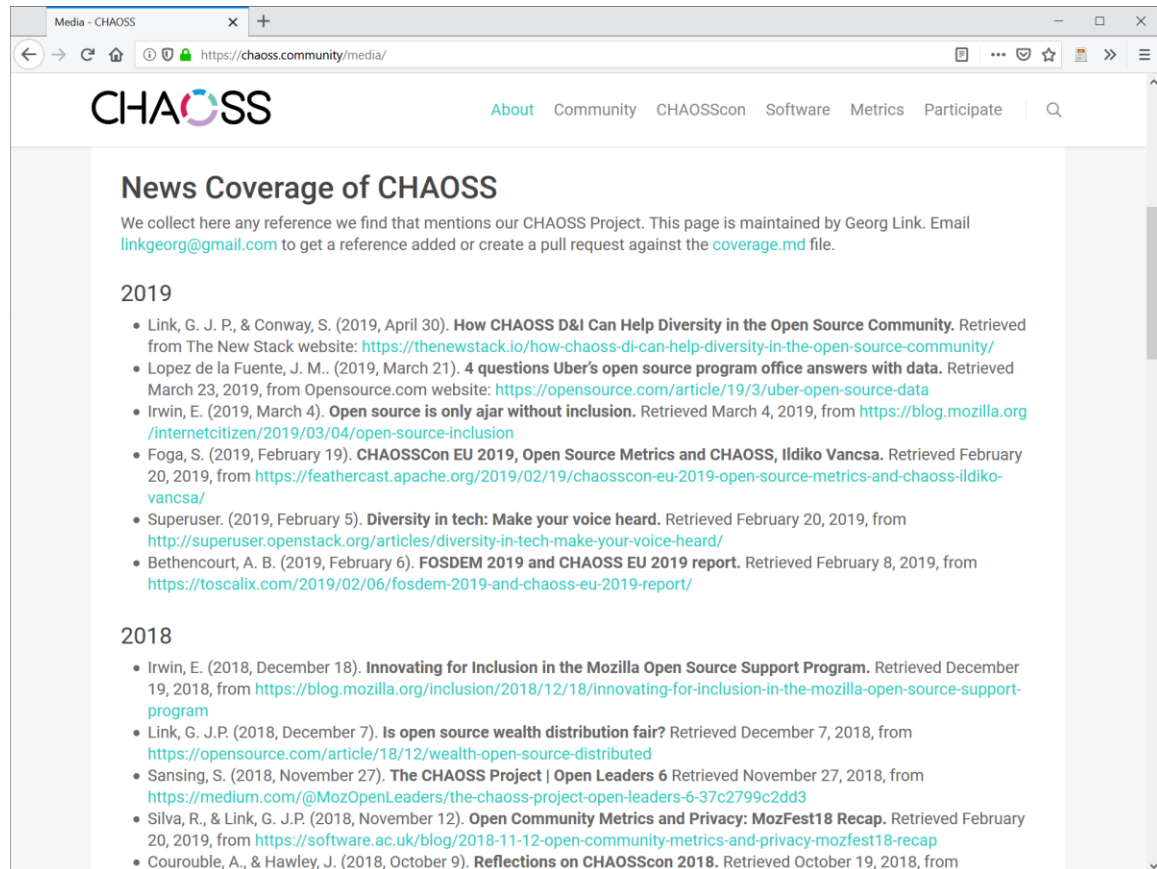 Media - CHAOSS
https://chaoss.community/media/
CHAOSS
About Community CHAOSScon Software Metrics Participate
News Coverage of CHAOSS
We collect here any reference we find that mentions our CHAOSS Project. This page is maintained by Georg Link. Email
linkgeorg@gmail.com to get a reference added or create a pull request against the coverage.md file.
2019
• Link, G. J. P., & Conway, S. (2019, April 30). How CHAOSS D&I Can Help Diversity in the Open Source Community. Retrieved
from The New Stack website: https://thenewstack.io/how-chaoss-di-can-help-diversity-in-the-open-source-community/
• Lopez de la Fuente, J. M.. (2019, March 21). 4 questions Uber's open source program office answers with data. Retrieved
March 23, 2019, from Opensource.com website: https://opensource.com/article/19/3/uber-open-source-data
• Irwin, E. (2019, March 4). Open source is only ajar without inclusion. Retrieved March 4, 2019, from https://blog.mozilla.org
/internetcitizen/2019/03/04/open-source-inclusion
• Foga, S. (2019, February 19). CHAOSSCon EU 2019, Open Source Metrics and CHAOSS, Ildiko Vancsa. Retrieved February
20, 2019, from https://feathercast.apache.org/2019/02/19/chaosscon-eu-2019-open-source-metrics-and-chaoss-ildiko-
vancsa/
• Superuser. (2019, February 5). Diversity in tech: Make your voice heard. Retrieved February 20, 2019, from
http://superuser.openstack.org/articles/diversity-in-tech-make-your-voice-heard/
• Bethencourt, A. B. (2019, February 6). FOSDEM 2019 and CHAOSS EU 2019 report. Retrieved February 8, 2019, from
https://toscalix.com/2019/02/06/fosdem-2019-and-chaoss-eu-2019-report/
2018
• Irwin, E. (2018, December 18). Innovating for Inclusion in the Mozilla Open Source Support Program. Retrieved December
19, 2018, from https://blog.mozilla.org/inclusion/2018/12/18/innovating-for-inclusion-in-the-mozilla-open-source-support-
program
• Link, G. J.P. (2018, December 7). Is open source wealth distribution fair? Retrieved December 7, 2018, from
https://opensource.com/article/18/12/wealth-open-source-distributed
• Sansing, S. (2018, November 27). The CHAOSS Project | Open Leaders 6 Retrieved November 27, 2018, from
https://medium.com/@MozOpenLeaders/the-chaoss-project-open-leaders-6-37c2799c2dd3
• Silva, R., & Link, G. J.P. (2018, November 12). Open Community Metrics and Privacy: MozFest18 Recap. Retrieved February
20, 2019, from https://software.ac.uk/blog/2018-11-12-open-community-metrics-and-privacy-mozfest18-recap
• Courouble, A., & Hawley, J. (2018, October 9). Reflections on CHAOSScon 2018. Retrieved October 19, 2018, from